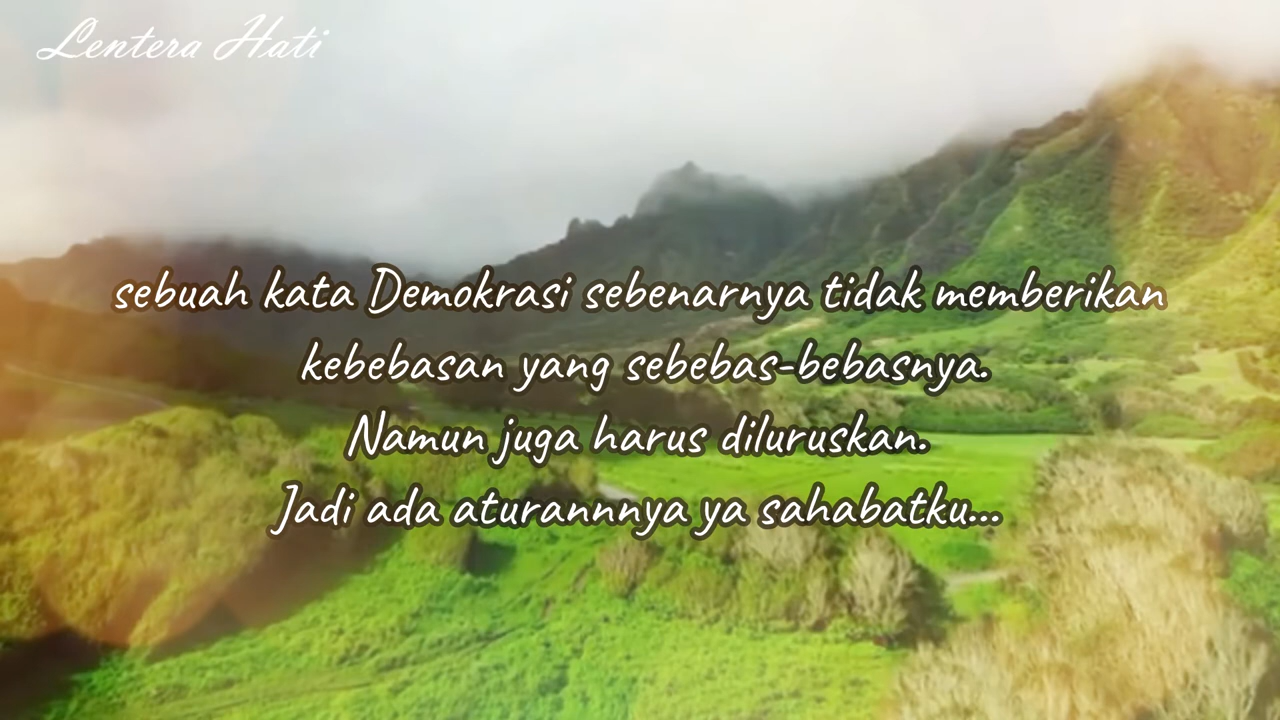 Lentera Hati
sebuah kata Demokrasi sebenarnya tidak memberikan
kebebasan yang sebebas-bebasnya.
Namun juga harus diluruskan.
Jadi ada aturannnya ya sahabatku...